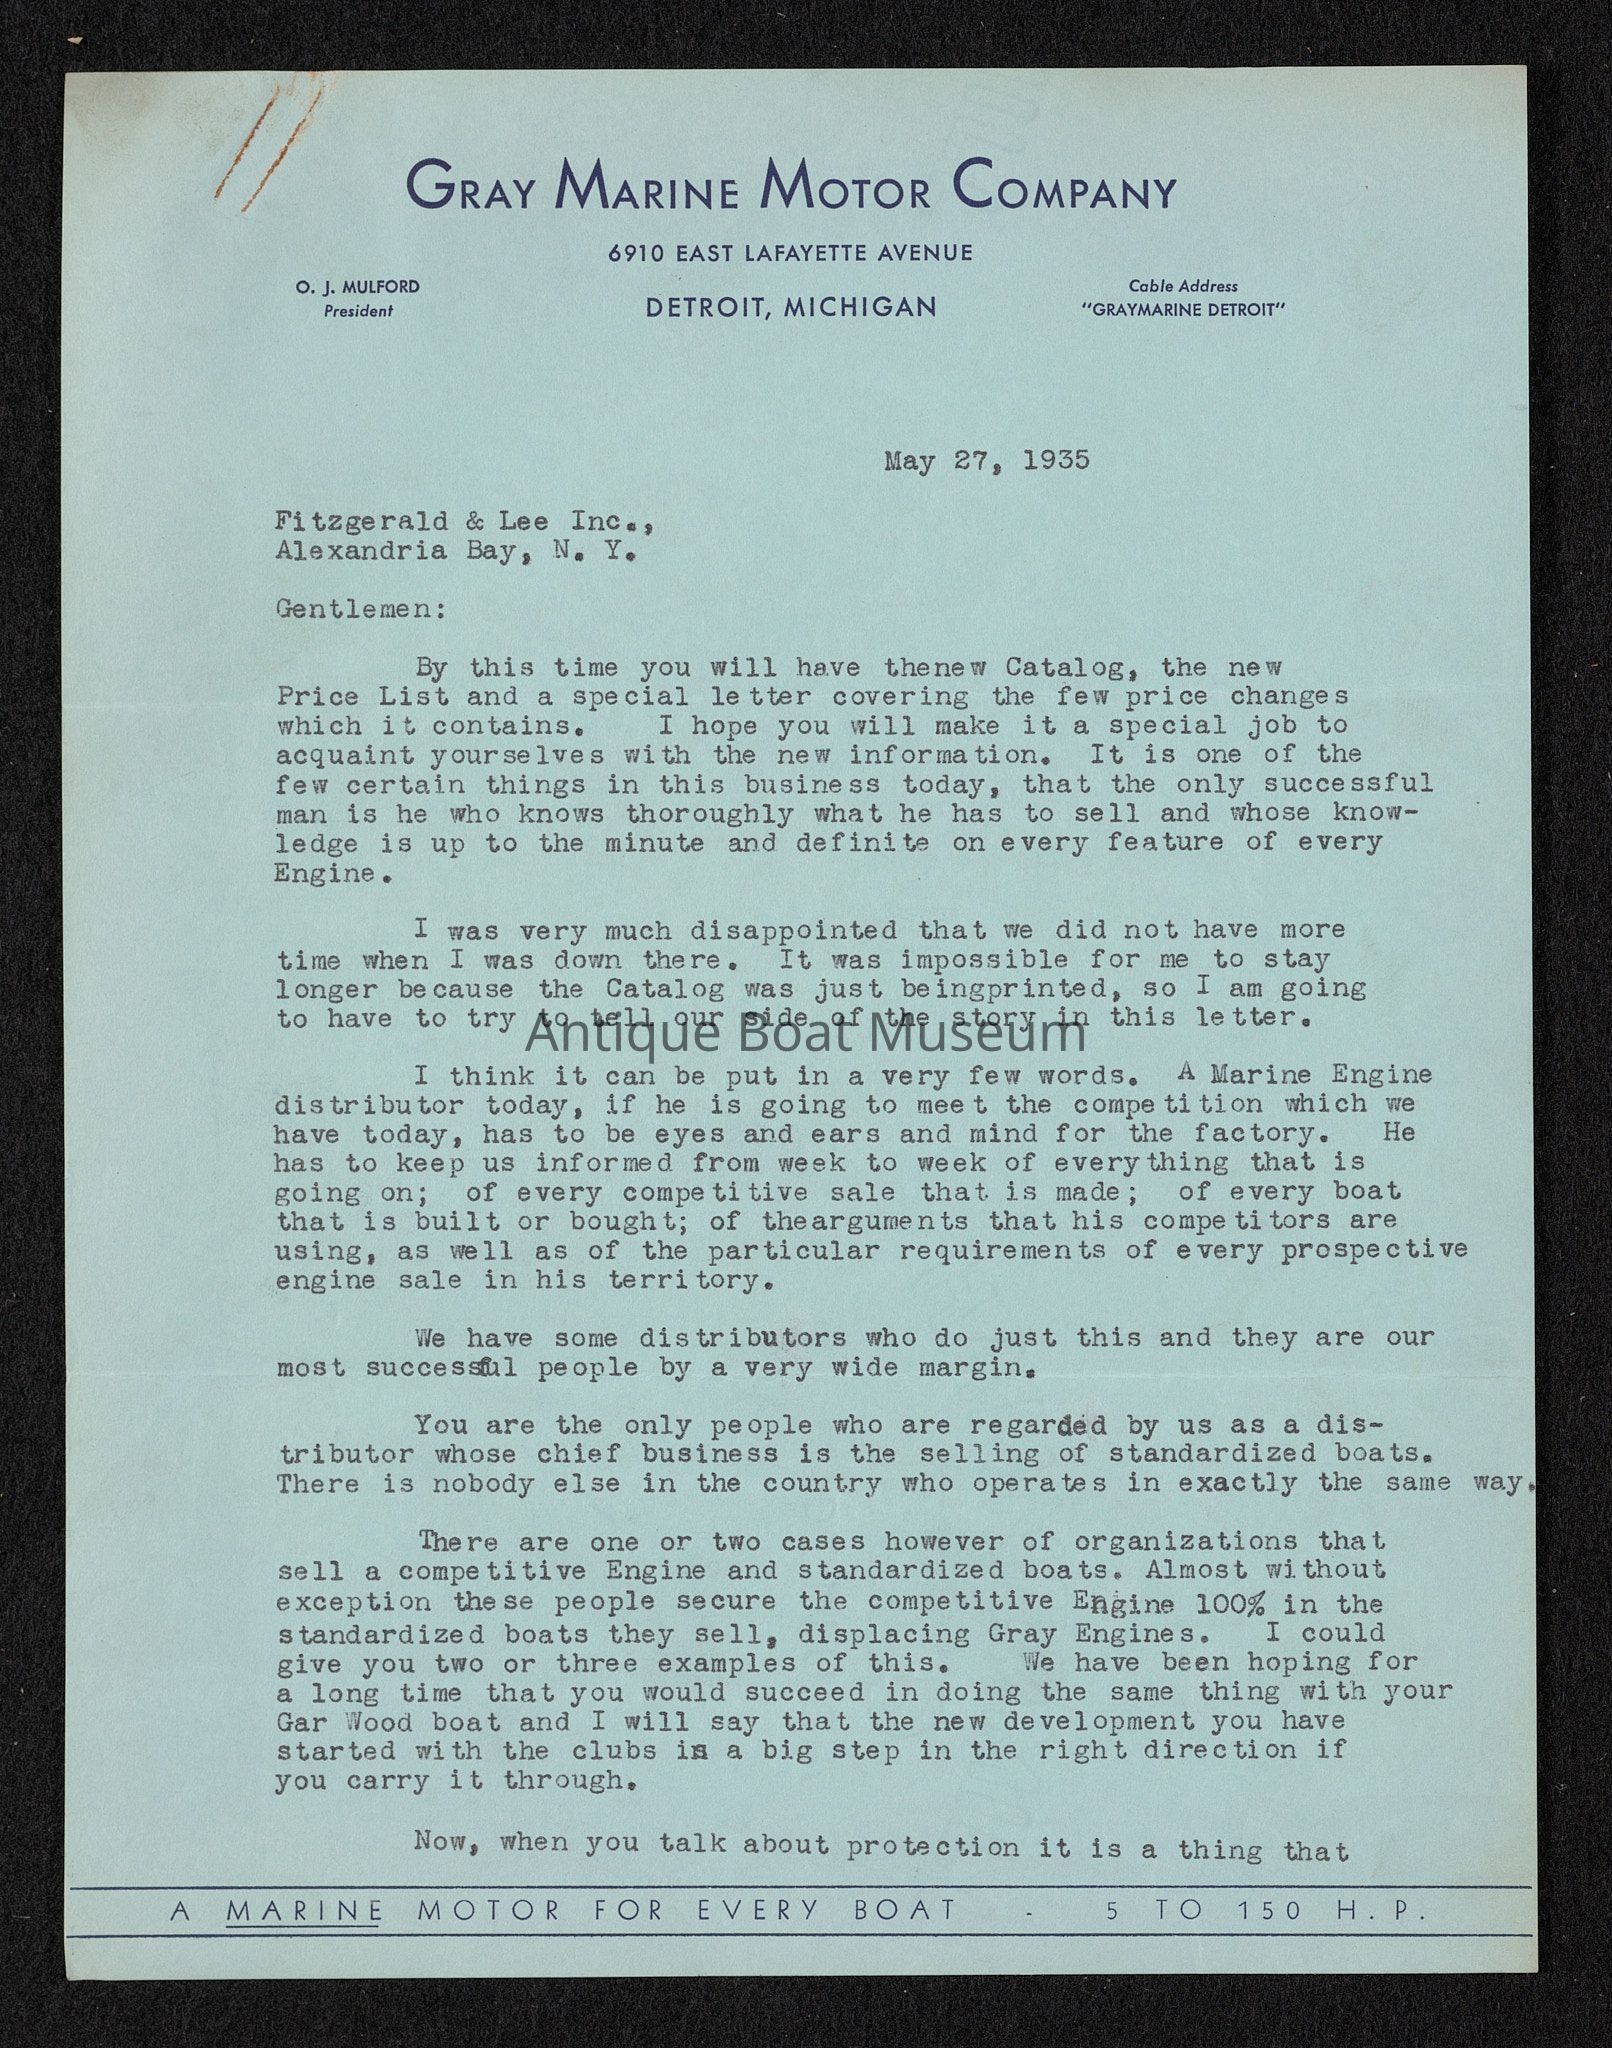 GRAY MARINE MOTOR COMPANY
6910 EAST LAFAYETTE AVENUE
O. J. MULFORD
President
DETROIT, MICHIGAN
Cable Address
"GRAYMARINE DETROIT"
May 27, 1935
Fitzgerald & Lee Inc.,
Alexandria Bay, N. Y.
Gentlemen:
By this time you will have thenew Catalog, the new
Price List and a special letter covering the few price changes
which it contains. I hope you will make it a special job to
acquaint yourselves with the new information. It is one of the
few certain things in this business today, that the only successful
man is he who knows thoroughly what he has to sell and whose know-
ledge is up to the minute and definite on every feature of every
Engine.
I was very much disappointed that we did not have more
time when I was down there. It was impossible for me to stay
longer because the Catalog was just beingprinted, so I am going
to have to try to tell our side of the story in this letter.
Antique Boat Museum
I think it can be put in a very few words. A Marine Engine
distributor today, if he is going to meet the competition which we
have today, has to be eyes and ears and mind for the factory. He
has to keep us informed from week to week of everything that is
going on; of every competitive sale that is made; of every boat
that is built or bought; of thearguments that his competitors are
using, as well as of the particular requirements of every prospective
engine sale in his territory.
We have some distributors who do just this and they are our
most successful people by a very wide margin.
You are the only people who are regarded by us as a dis-
tributor whose chief business is the selling of standardized boats.
There is nobody else in the country who operates in exactly the same way.
There are one or two cases however of organizations that
sell a competitive Engine and standardized boats. Almost without
exception these people secure the competitive Engine 100% in the
standardized boats they sell, displacing Gray Engines. I could
give you two or three examples of this. We have been hoping for
a long time that you would succeed in doing the same thing with your
Gar Wood boat and I will say that the new development you have
started with the clubs is a big step in the right direction if
you carry it through.
Now, when you talk about protection it is a thing that
A MARINE MOTOR FOR EVERY BOAT - 5 TO 150 H.P.